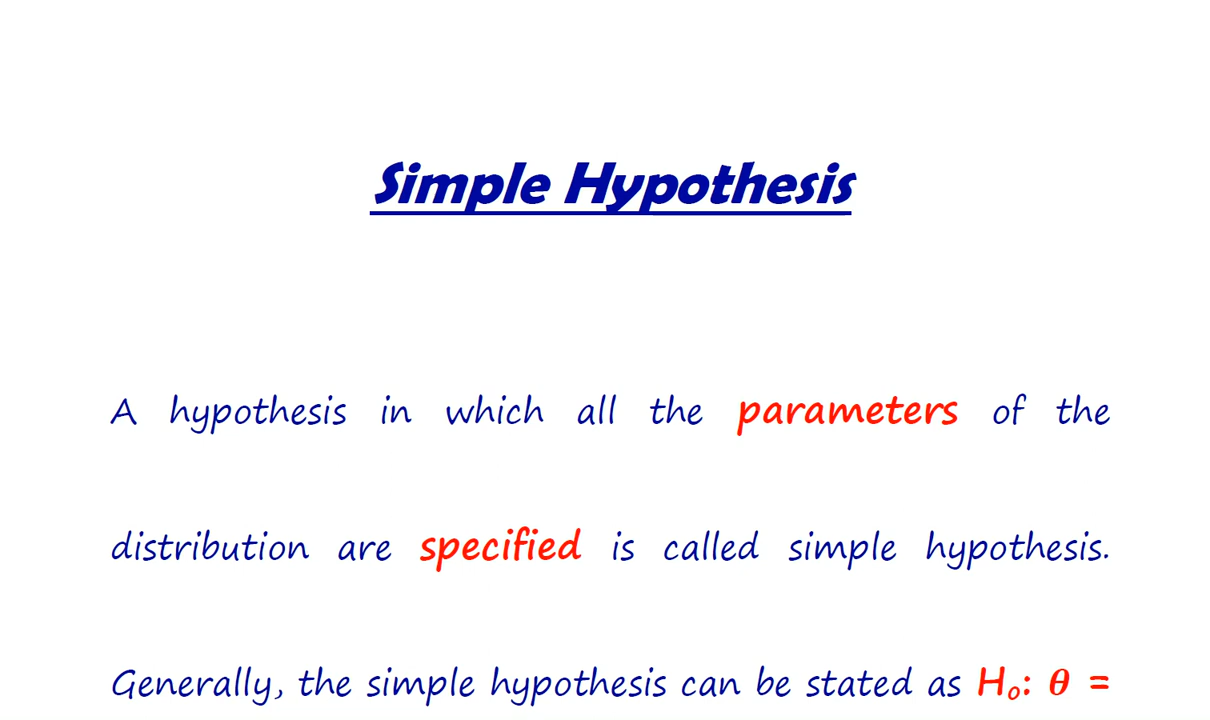 Simple Hypothesis
A hypothesis in which all the parameters of the
distribution are specified is called simple hypothesis.
Generally, the simple hypothesis can be stated as H₀: θ =